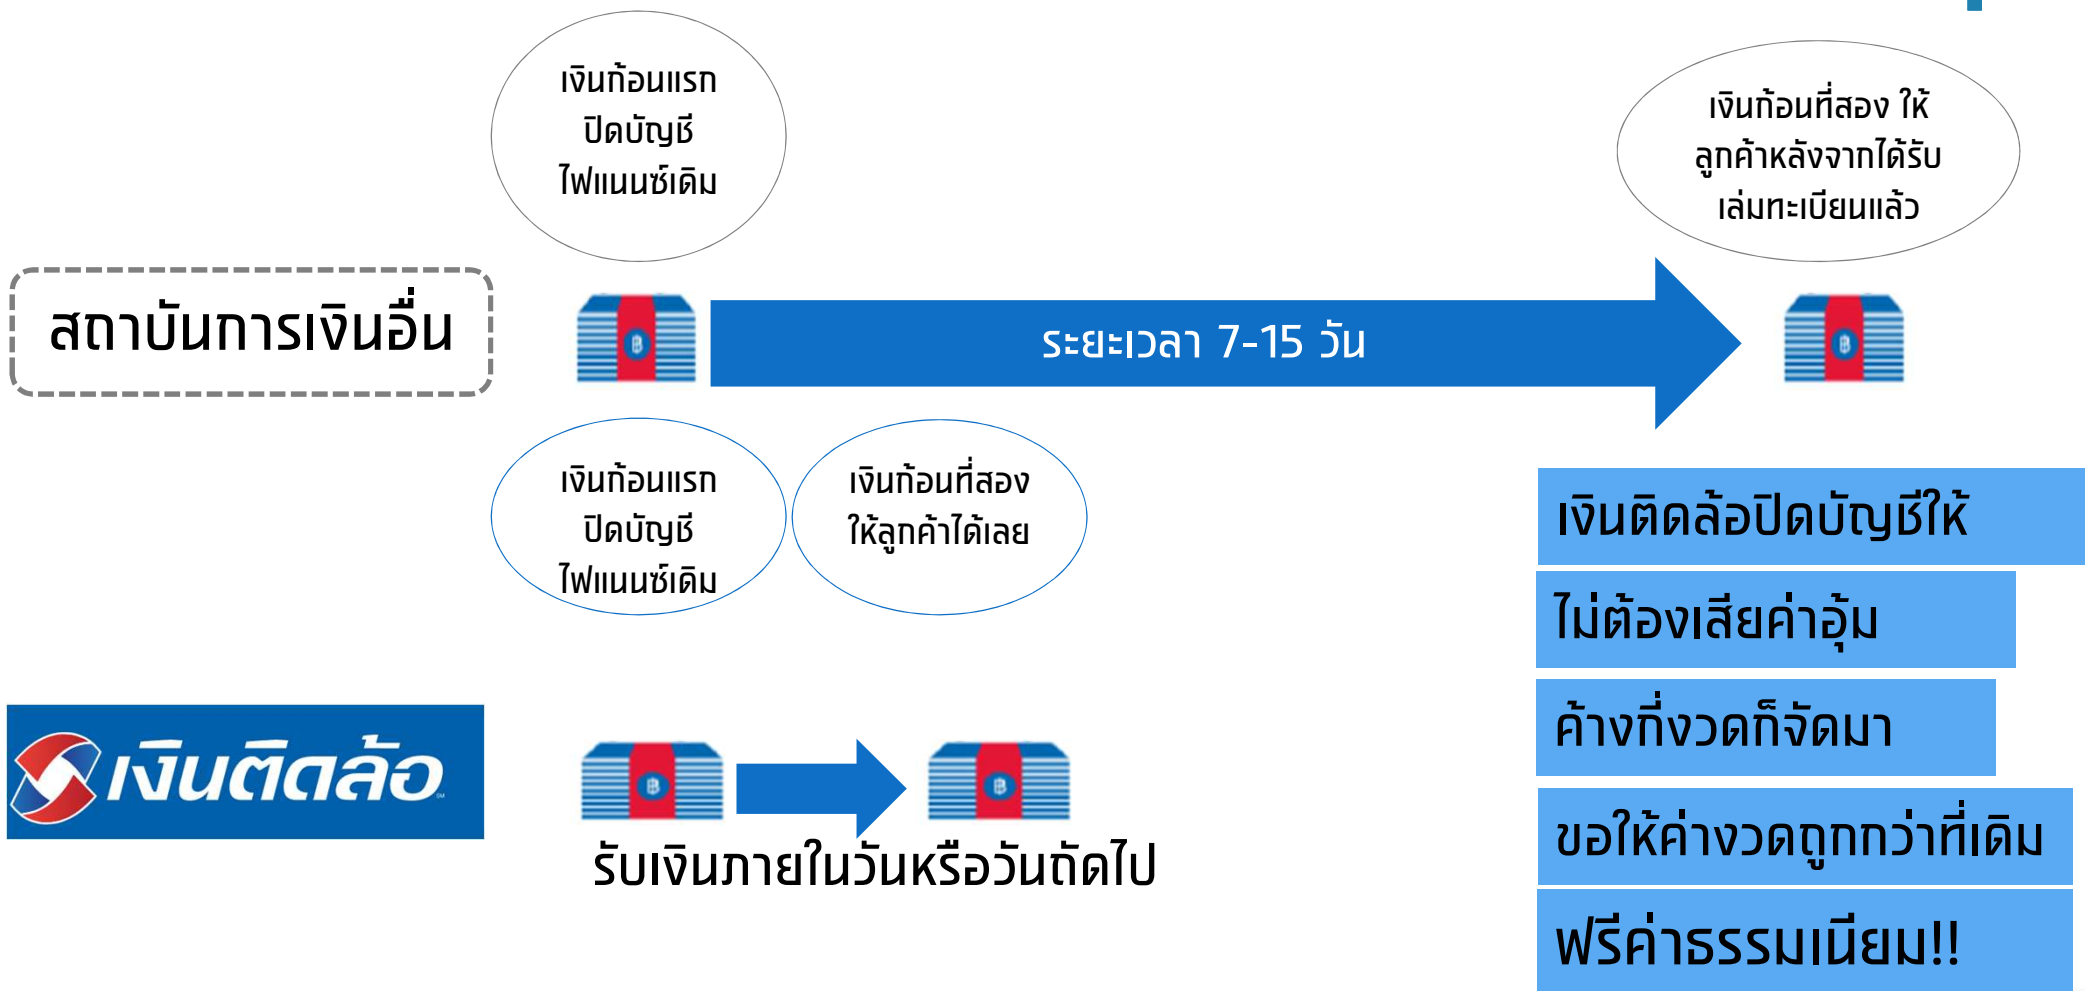 เงินก้อนแรก
ปิดบัญชี
ไฟแนนซ์เดิม
เงินก้อนที่สอง ให้
ลูกค้าหลังจากได้รับ
เล่มทะเบียนแล้ว
สถาบันการเงินอื่น
ระยะเวลา 7-15 วัน
เงินก้อนแรก
ปิดบัญชี
ไฟแนนซ์เดิม
เงินก้อนที่สอง
ให้ลูกค้าได้เลย
เงินติดล้อ
รับเงินภายในวันหรือวันถัดไป
เงินติดล้อปิดบัญชีให้
ไม่ต้องเสียค่าอุ้ม
ค้างกี่งวดก็จัดมา
ขอให้ค่างวดถูกกว่าที่เดิม
ฟรีค่าธรรมเนียม!!